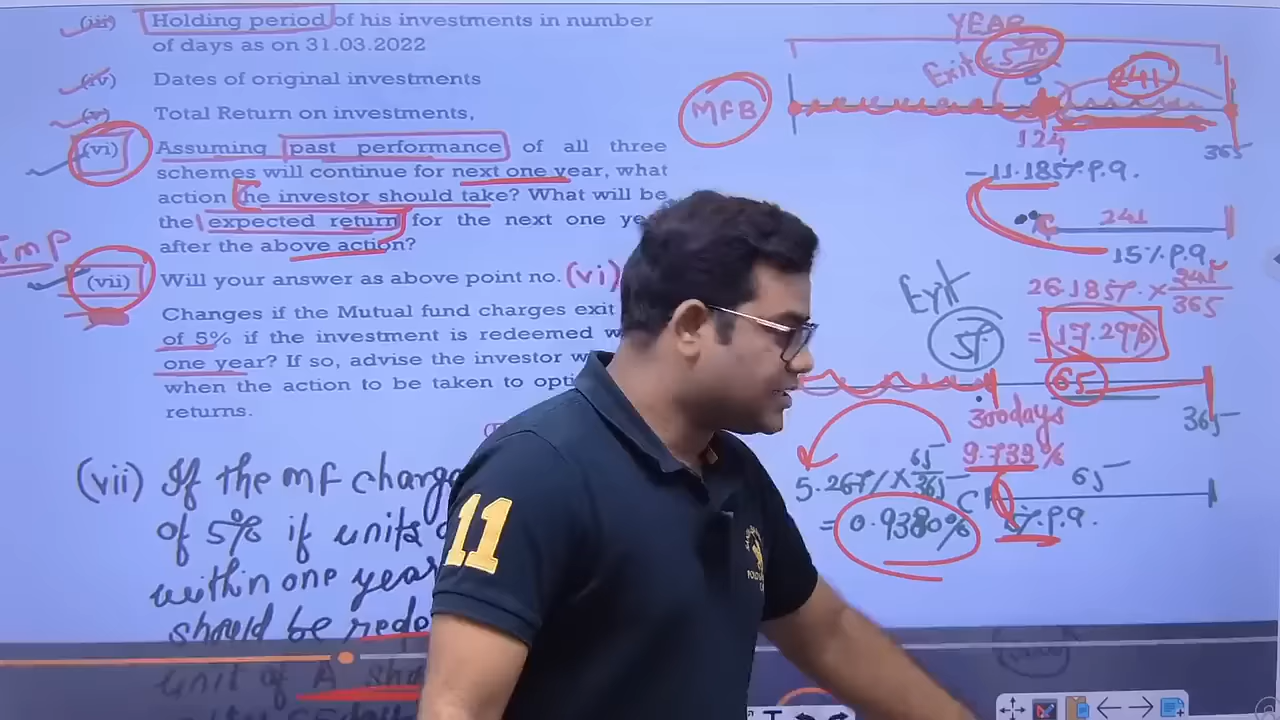 (iii) Holding period of his investments in number
of days as on 31.03.2022
(iv) Dates of original investments
(v) Total Return on investments,
(vi) Assuming past performance of all three
schemes will continue for next one year, what
action the investor should take? What will be
the expected return for the next one
after the above action?
IMP
(vii) Will your answer as above point no. (vi)
Changes if the Mutual fund charges exit
of 5% if the investment is redeemed
one year? If so, advise the investor
when the action to be taken to
returns.
(vii) If the MF
of 5% if units
within one year
should be
unit of A
YEAR
Exit 5%
241
MFB
124
365
-11.185% p.a.
241
15% p.a.
26.185% × 241/365
= 17.29%
Exit
5%
65
300 days
365
9.733%
5.267% × 65/365
65
= 0.9380%
% p.a.
11